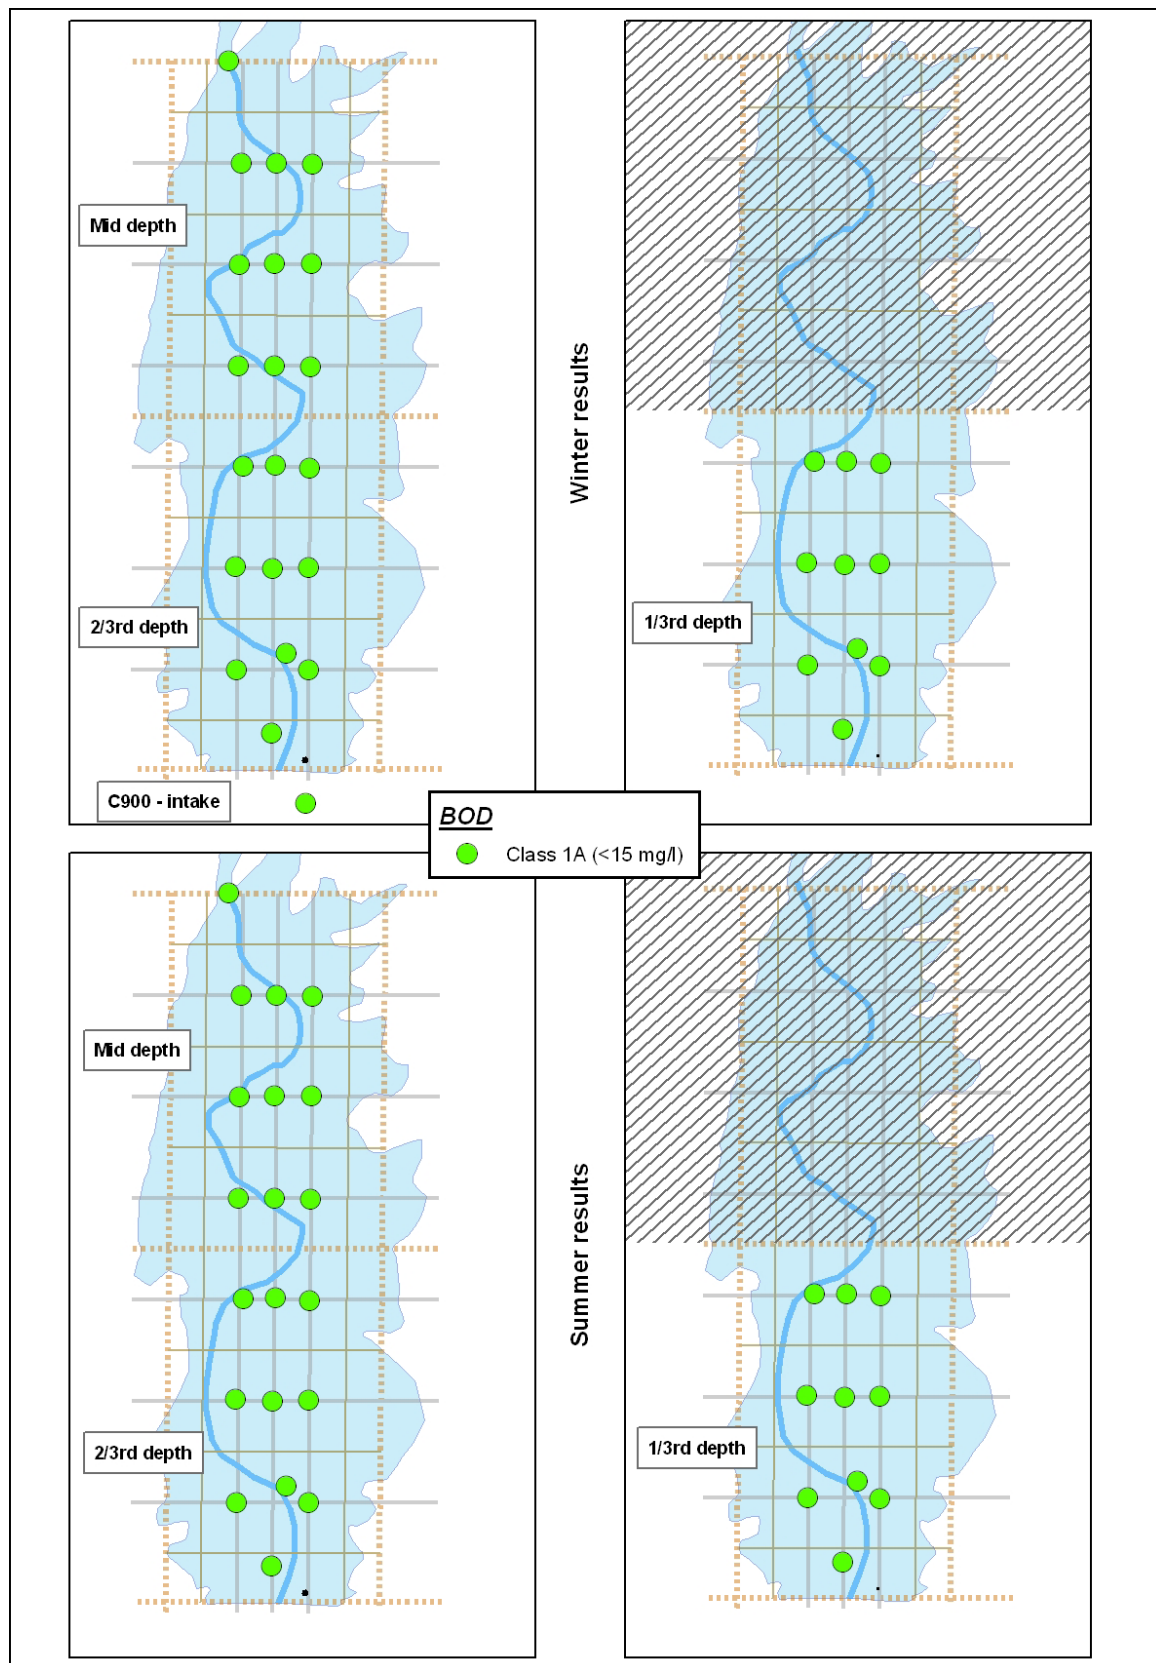 Mid depth
Winter results
2/3rd depth
1/3rd depth
C900 - intake
BOD
Class 1A (<15 mg/l)
Mid depth
Summer results
2/3rd depth
1/3rd depth